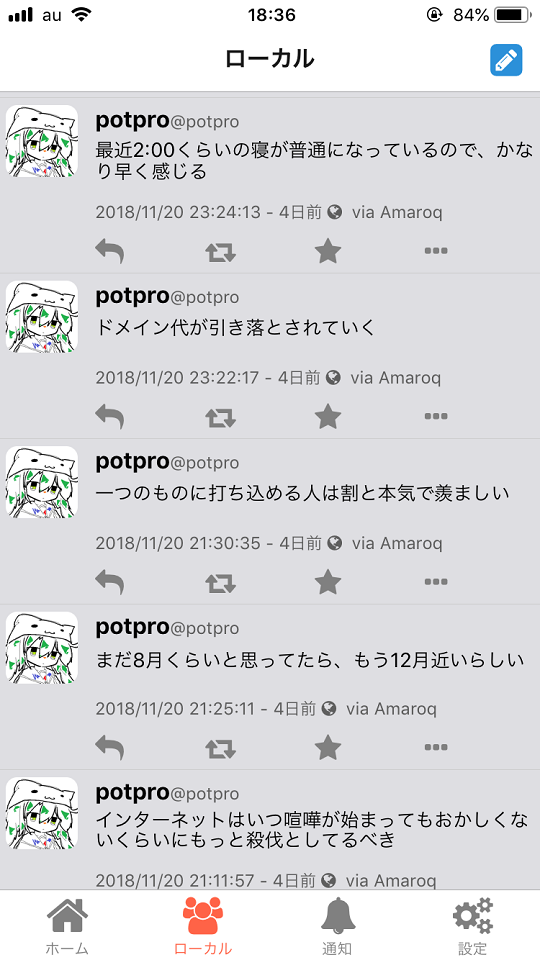 au 18:36 84%
ローカル
potpro@potpro
最近2:00くらいの寝が普通になっているので、かな
り早く感じる
2018/11/20 23:24:13 - 4日前 via Amaroq
potpro@potpro
ドメイン代が引き落とされていく
2018/11/20 23:22:17 - 4日前 via Amaroq
potpro@potpro
一つのものに打ち込める人は割と本気で羨ましい
2018/11/20 21:30:35 - 4日前 via Amaroq
potpro@potpro
まだ8月くらいと思ってたら、もう12月近いらしい
2018/11/20 21:25:11 - 4日前 via Amaroq
potpro@potpro
インターネットはいつ喧嘩が始まってもおかしくな
いくらいにもっと殺伐としてるべき
2018/11/20 21:11:57 - 4日前 via Amaroq
ホーム ローカル 通知 設定